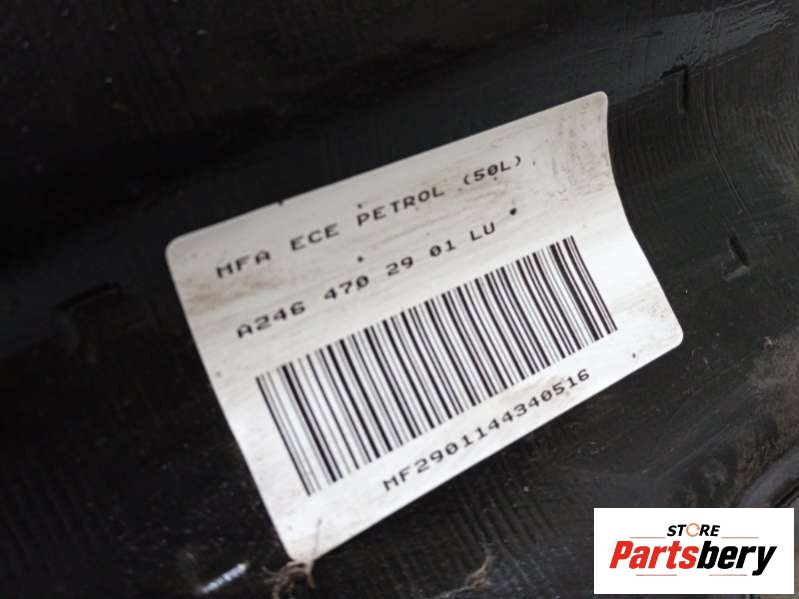 MFA ECE PETROL (50L)
A246 470 29 01 LU
MF2901144340516
STORE
Partsbery